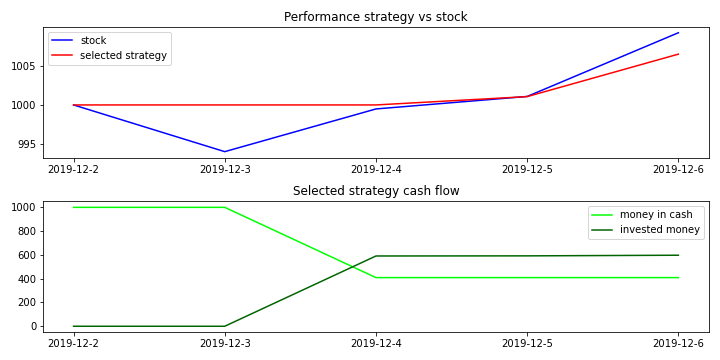 Performance strategy vs stock
stock
selected strategy
1005
1000
995
2019-12-2 2019-12-3 2019-12-4 2019-12-5 2019-12-6
Selected strategy cash flow
money in cash
invested money
1000
800
600
400
200
0
2019-12-2 2019-12-3 2019-12-4 2019-12-5 2019-12-6